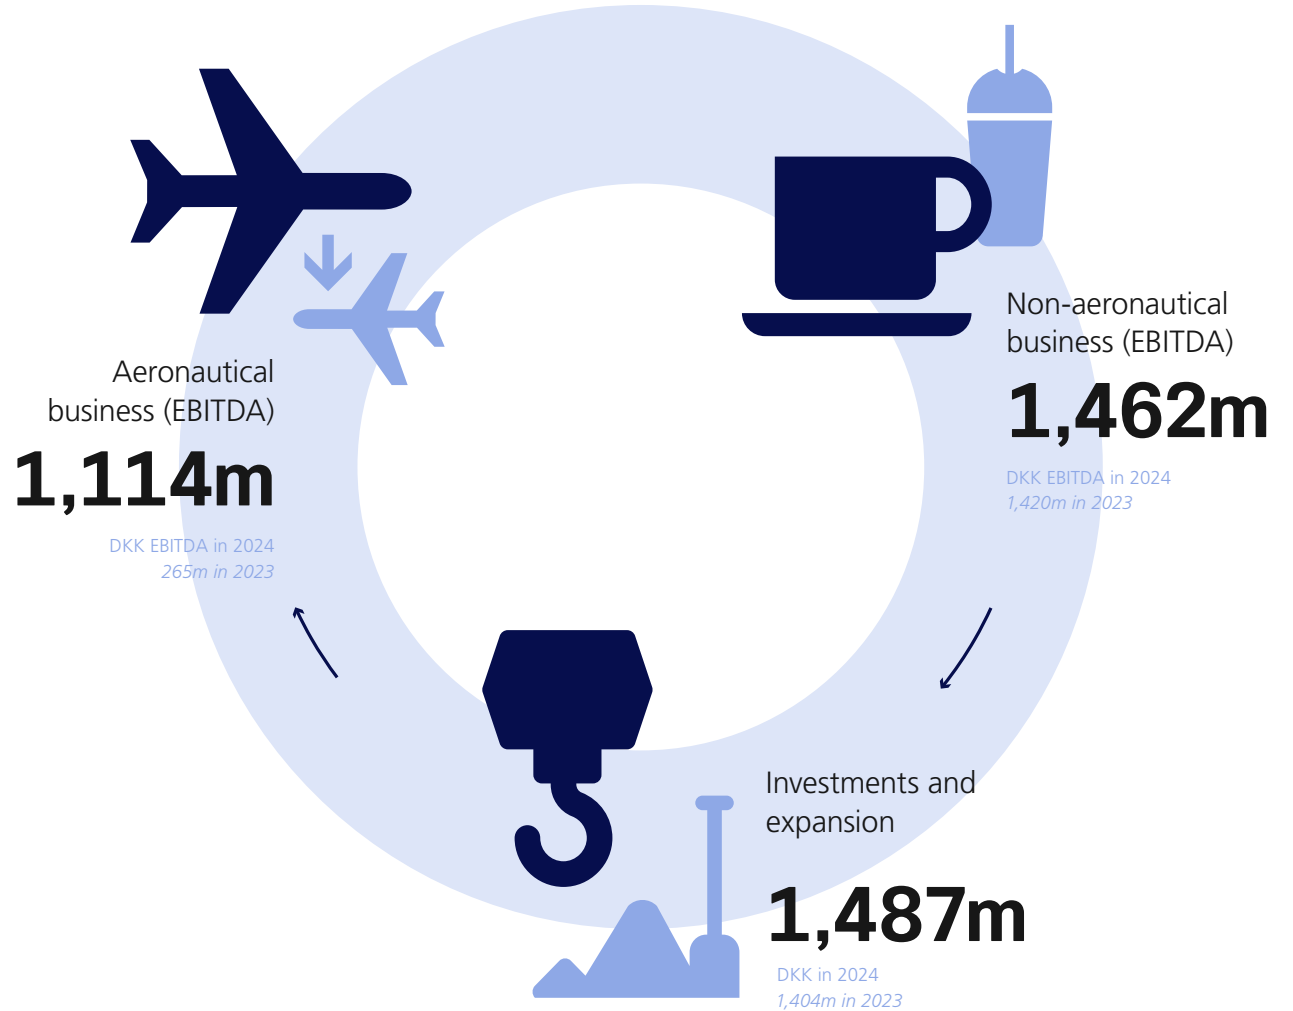 Aeronautical
business (EBITDA)
1,114m
DKK EBITDA in 2024
265m in 2023
Non-aeronautical
business (EBITDA)
1,462m
DKK EBITDA in 2024
1,420m in 2023
Investments and
expansion
1,487m
DKK in 2024
1,404m in 2023